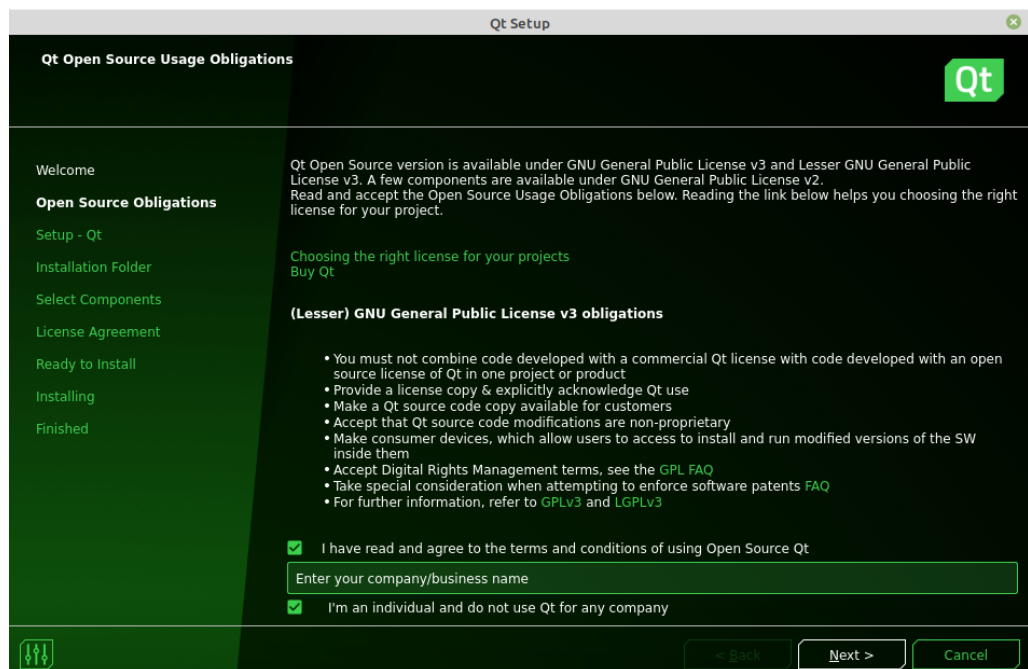 Qt Setup
Qt Open Source Usage Obligations
Qt
Welcome
Open Source Obligations
Setup - Qt
Installation Folder
Select Components
License Agreement
Ready to Install
Installing
Finished
Qt Open Source version is available under GNU General Public License v3 and Lesser GNU General Public
License v3. A few components are available under GNU General Public License v2.
Read and accept the Open Source Usage Obligations below. Reading the link below helps you choosing the right
license for your project.
Choosing the right license for your projects
Buy Qt
(Lesser) GNU General Public License v3 obligations
• You must not combine code developed with a commercial Qt license with code developed with an open
source license of Qt in one project or product
• Provide a license copy & explicitly acknowledge Qt use
• Make a Qt source code copy available for customers
• Accept that Qt source code modifications are non-proprietary
• Make consumer devices, which allow users to access to install and run modified versions of the SW
inside them
• Accept Digital Rights Management terms, see the GPL FAQ
• Take special consideration when attempting to enforce software patents FAQ
• For further information, refer to GPLv3 and LGPLv3
I have read and agree to the terms and conditions of using Open Source Qt
Enter your company/business name
I'm an individual and do not use Qt for any company
< Back
Next >
Cancel